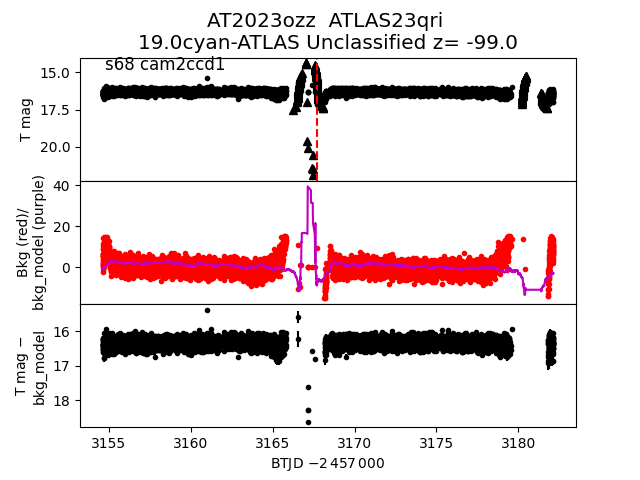 AT2023ozz  ATLAS23qri
19.0cyan-ATLAS Unclassified z= -99.0
s68 cam2ccd1
T mag
15.0
17.5
20.0
Bkg (red)/
bkg_model (purple)
40
20
0
T mag −
bkg_model
16
17
18
3155 3160 3165 3170 3175 3180
BTJD −2 457 000